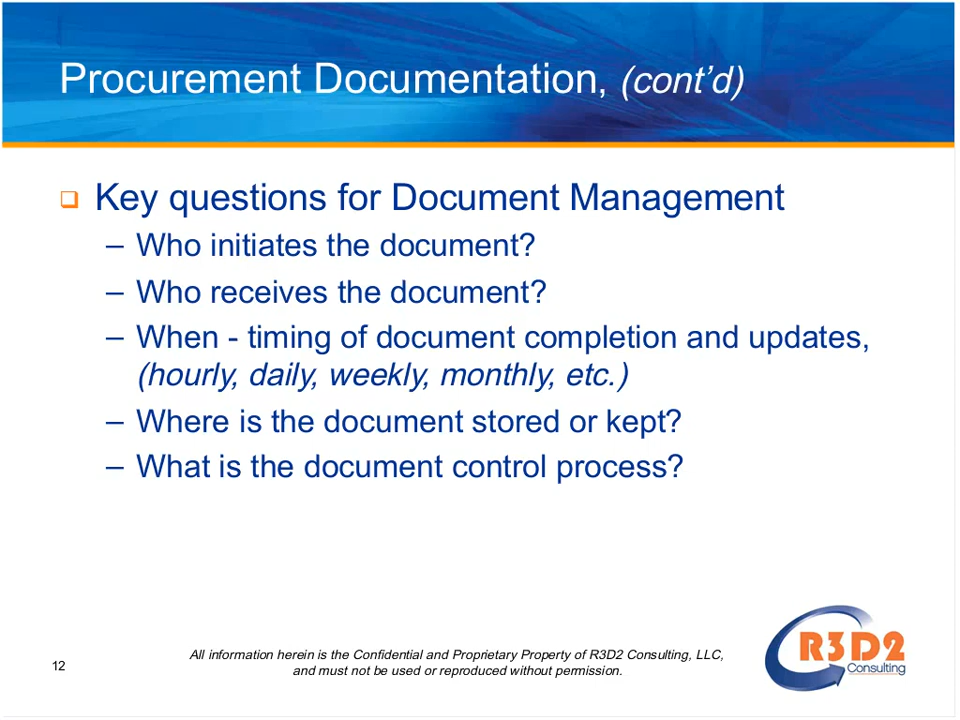 Procurement Documentation, (cont’d)
Key questions for Document Management
– Who initiates the document?
– Who receives the document?
– When - timing of document completion and updates,
(hourly, daily, weekly, monthly, etc.)
– Where is the document stored or kept?
– What is the document control process?
12
All information herein is the Confidential and Proprietary Property of R3D2 Consulting, LLC,
and must not be used or reproduced without permission.
R3D2
Consulting